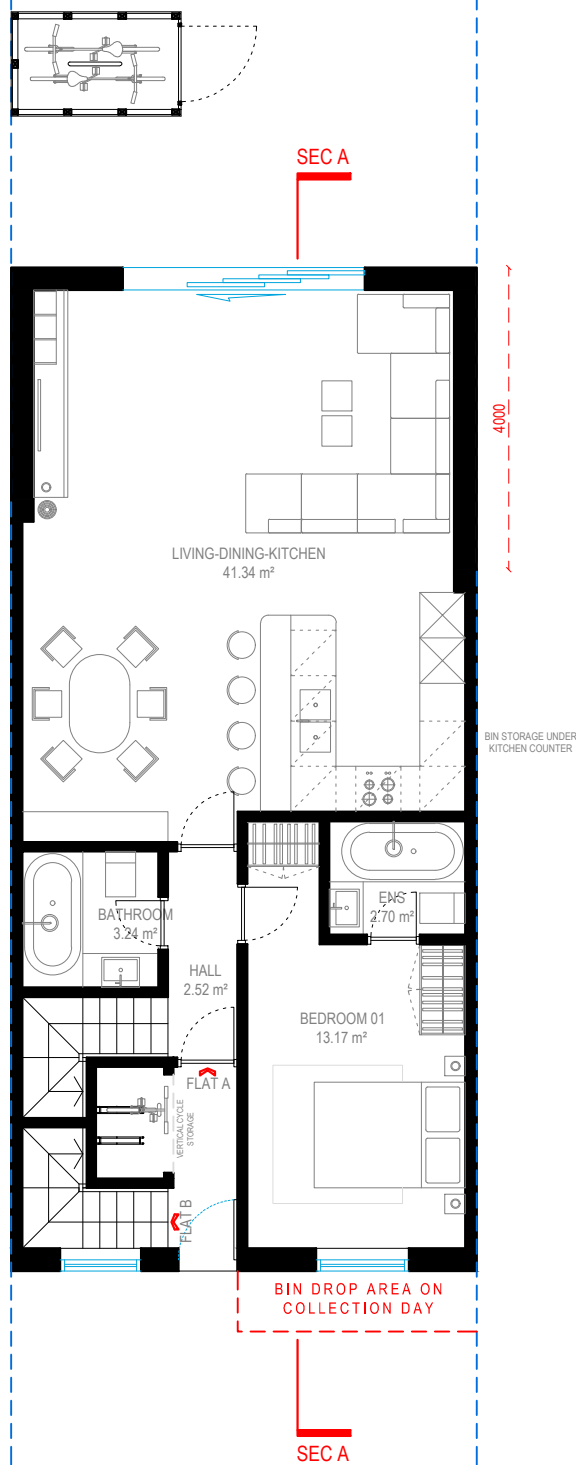 SEC A
4000
LIVING-DINING-KITCHEN
41.34 m²
BIN STORAGE UNDER
KITCHEN COUNTER
BATHROOM
3.24 m²
ENS
2.70 m²
HALL
2.52 m²
BEDROOM 01
13.17 m²
FLAT A
VERTICAL CYCLE
STORAGE
FLAT B
BIN DROP AREA ON
COLLECTION DAY
SEC A